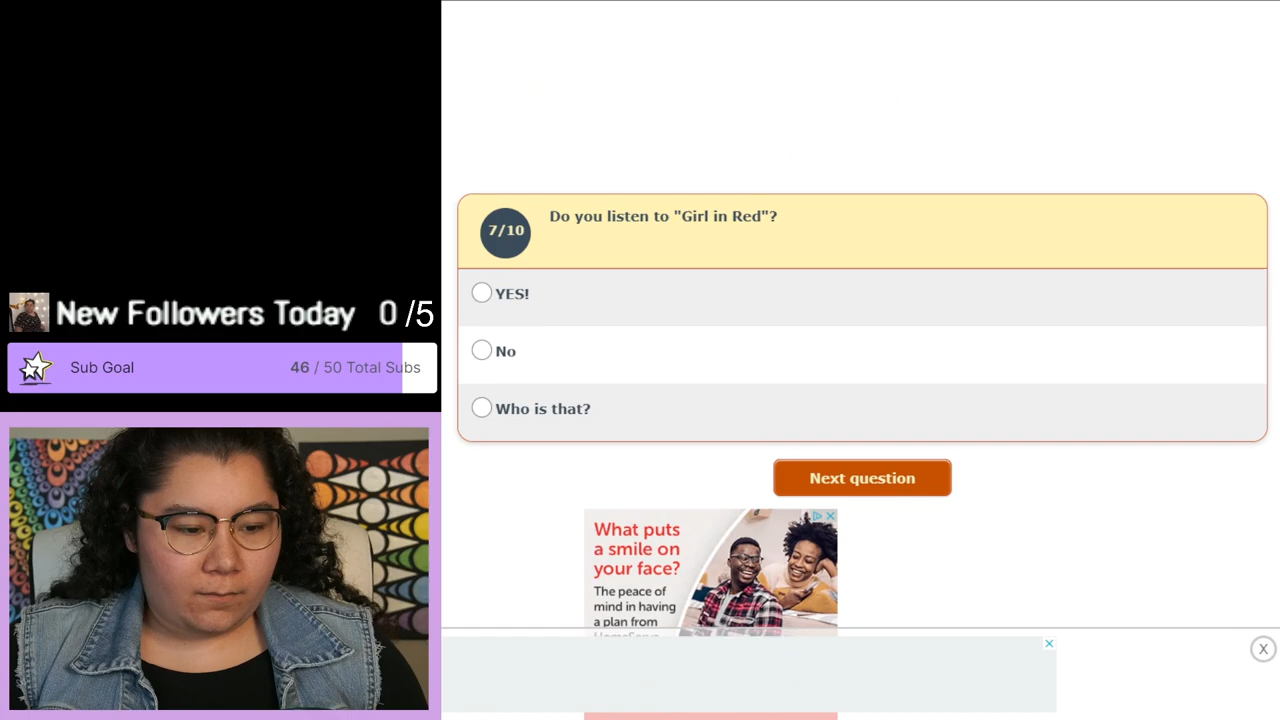 New Followers Today 0 /5
Sub Goal 46 / 50 Total Subs
7/10
Do you listen to "Girl in Red"?
YES!
No
Who is that?
Next question
What puts
a smile on
your face?
The peace of
mind in having
a plan from
X